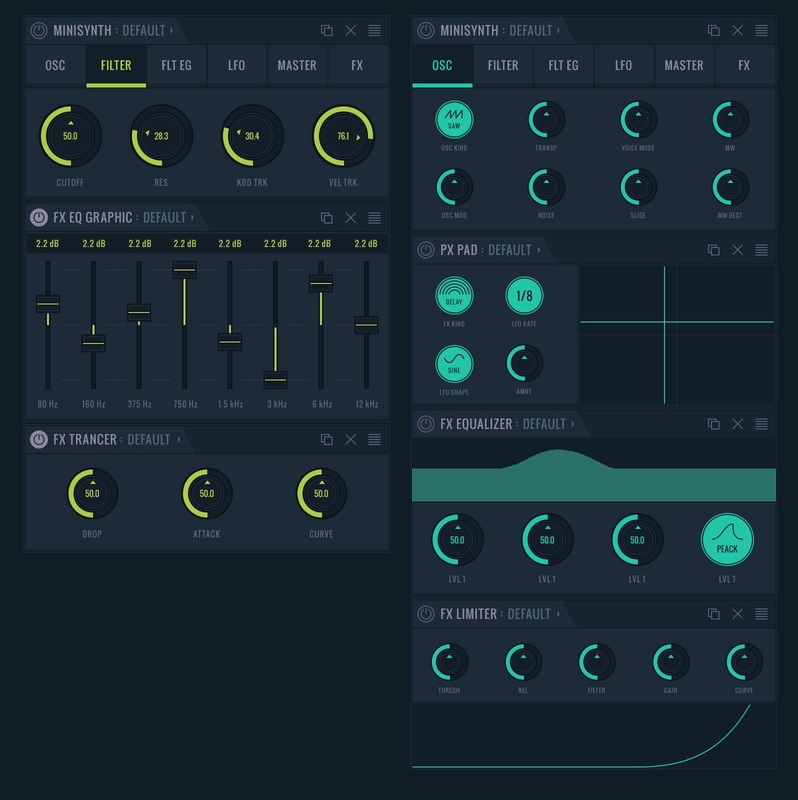 MINISYNTH : DEFAULT
OSC FILTER FLT EG LFO MASTER FX
50.0 28.3 30.4 76.1
CUTOFF RES KBD TRK VEL TRK
FX EQ GRAPHIC : DEFAULT
2.2 dB 2.2 dB 2.2 dB 2.2 dB 2.2 dB 2.2 dB 2.2 dB 2.2 dB
80 Hz 160 Hz 375 Hz 750 Hz 1.5 kHz 3 kHz 6 kHz 12 kHz
FX TRANCER : DEFAULT
50.0 50.0 50.0
DROP ATTACK CURVE
MINISYNTH : DEFAULT
OSC FILTER FLT EG LFO MASTER FX
SAW
OSC KIND TRANSP VOICE MODE MW
OSC MOD NOISE SLIDE MW DEST
PX PAD : DEFAULT
DELAY 1/8
FX KIND LFO RATE
SINE
LFO SHAPE AMNT
FX EQUALIZER : DEFAULT
50.0 50.0 50.0 PEACK
LVL 1 LVL 1 LVL 1 LVL 1
FX LIMITER : DEFAULT
THRESH REL FILTER GAIN CURVE